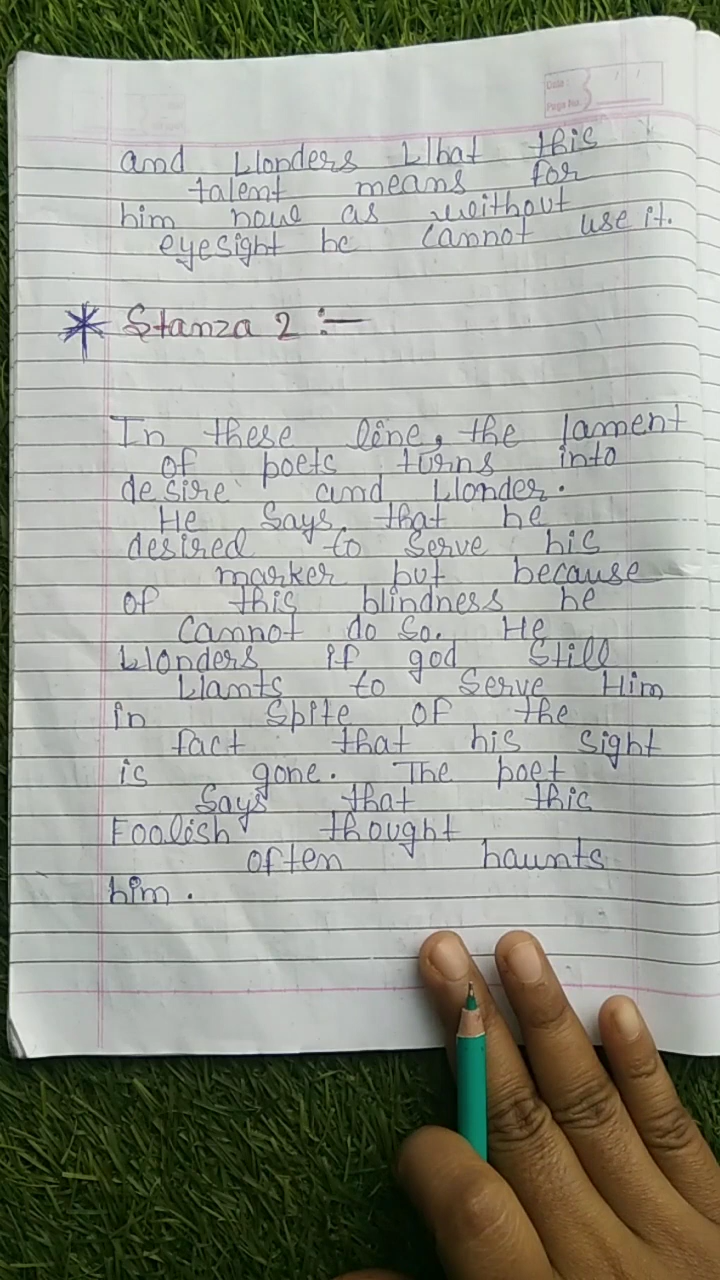 Date :
Page No.
and Wonders What this
talent means for
him now as without
eyesight he cannot use it.
* Stanza 2 :-
In these line, the lament
of poets turns into
desire and Wonder.
He says that he
desired to serve his
marker but because
of this blindness he
cannot do so. He
Wonders if god still
Wants to serve Him
in spite of the
fact that his sight
is gone. The poet
Says that this
Foolish thought
often haunts
him.